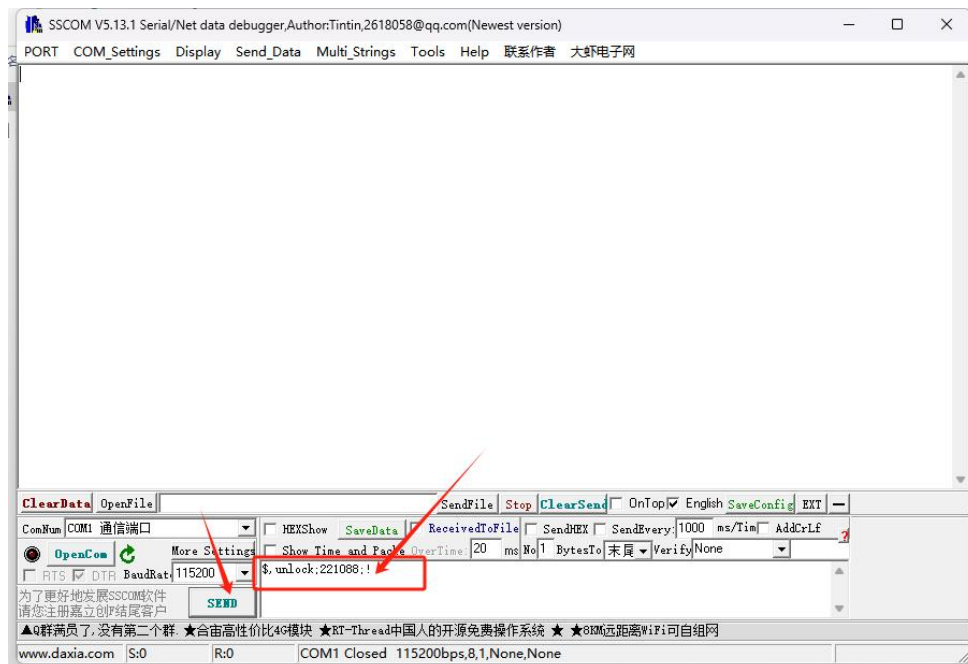 SSCOM V5.13.1 Serial/Net data debugger,Author:Tintin,2618058@qq.com(Newest version)
PORT COM_Settings Display Send_Data Multi_Strings Tools Help 联系作者 大虾电子网
ClearData OpenFile SendFile Stop ClearSend OnTop English SaveConfig EXT —
ComNum COM1 通信端口 HEXShow SaveData ReceivedToFile SendHEX SendEvery: 1000 ms/Tim AddCrLf ?
OpenCom More Settings Show Time and Packe OverTime: 20 ms No 1 BytesTo 末尾 Verify None
RTS DTR BaudRat: 115200 $,unlock;221088;!
为了更好地发展SSCOM软件
请您注册嘉立创F结尾客户 SEND
▲Q群满员了,没有第二个群. ★合宙高性价比4G模块 ★RT-Thread中国人的开源免费操作系统 ★ ★8KM远距离WiFi可自组网
www.daxia.com S:0 R:0 COM1 Closed 115200bps,8,1,None,None